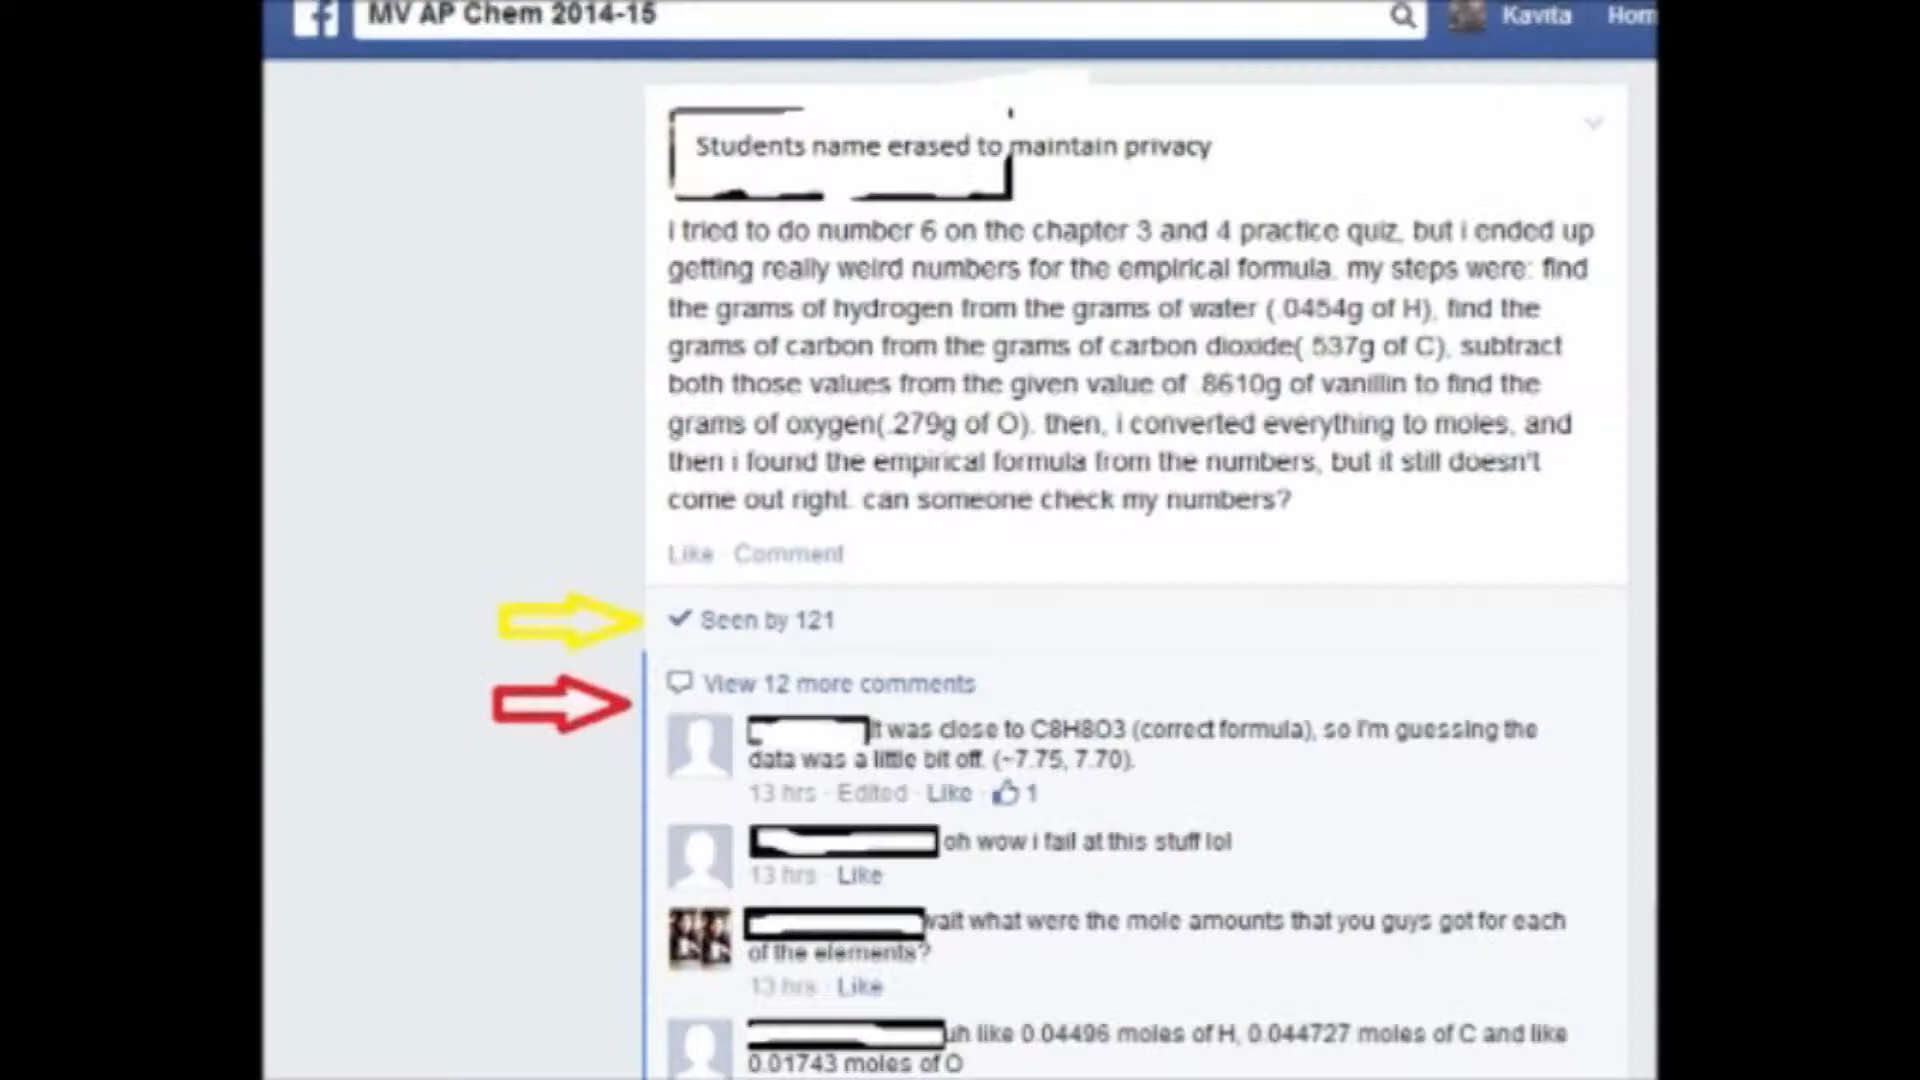 MV AP Chem 2014-15
Kavita Hom
Students name erased to maintain privacy
i tried to do number 6 on the chapter 3 and 4 practice quiz, but i ended up
getting really weird numbers for the empirical formula. my steps were: find
the grams of hydrogen from the grams of water (.0454g of H), find the
grams of carbon from the grams of carbon dioxide(.537g of C), subtract
both those values from the given value of .8610g of vanillin to find the
grams of oxygen(.279g of O). then, i converted everything to moles, and
then i found the empirical formula from the numbers, but it still doesn't
come out right. can someone check my numbers?
Like · Comment
Seen by 121
View 12 more comments
It was close to C8H8O3 (correct formula), so I'm guessing the
data was a little bit off. (~7.75, 7.70).
13 hrs · Edited · Like · 1
oh wow i fail at this stuff lol
13 hrs · Like
wait what were the mole amounts that you guys got for each
of the elements?
13 hrs · Like
uh like 0.04496 moles of H, 0.044727 moles of C and like
0.01743 moles of O